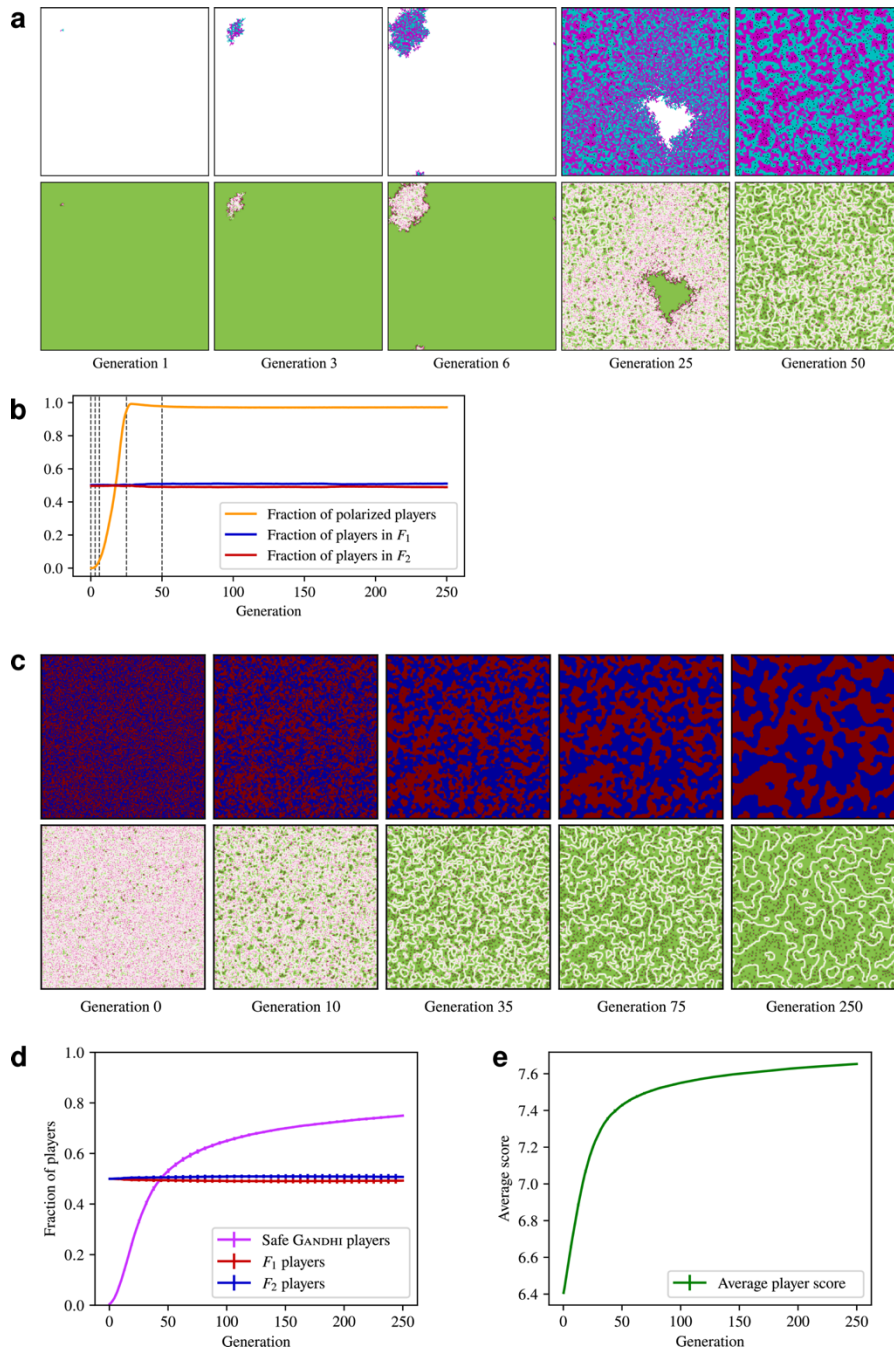 a
Generation 1 Generation 3 Generation 6 Generation 25 Generation 50
b
1.0
0.8
0.6
0.4
0.2
0.0
Fraction of polarized players
Fraction of players in F1
Fraction of players in F2
0 50 100 150 200 250
Generation
c
Generation 0 Generation 10 Generation 35 Generation 75 Generation 250
d
Fraction of players
1.0
0.8
0.6
0.4
0.2
0.0
Safe GANDHI players
F1 players
F2 players
0 50 100 150 200 250
Generation
e
Average score
7.6
7.4
7.2
7.0
6.8
6.6
6.4
Average player score
0 50 100 150 200 250
Generation